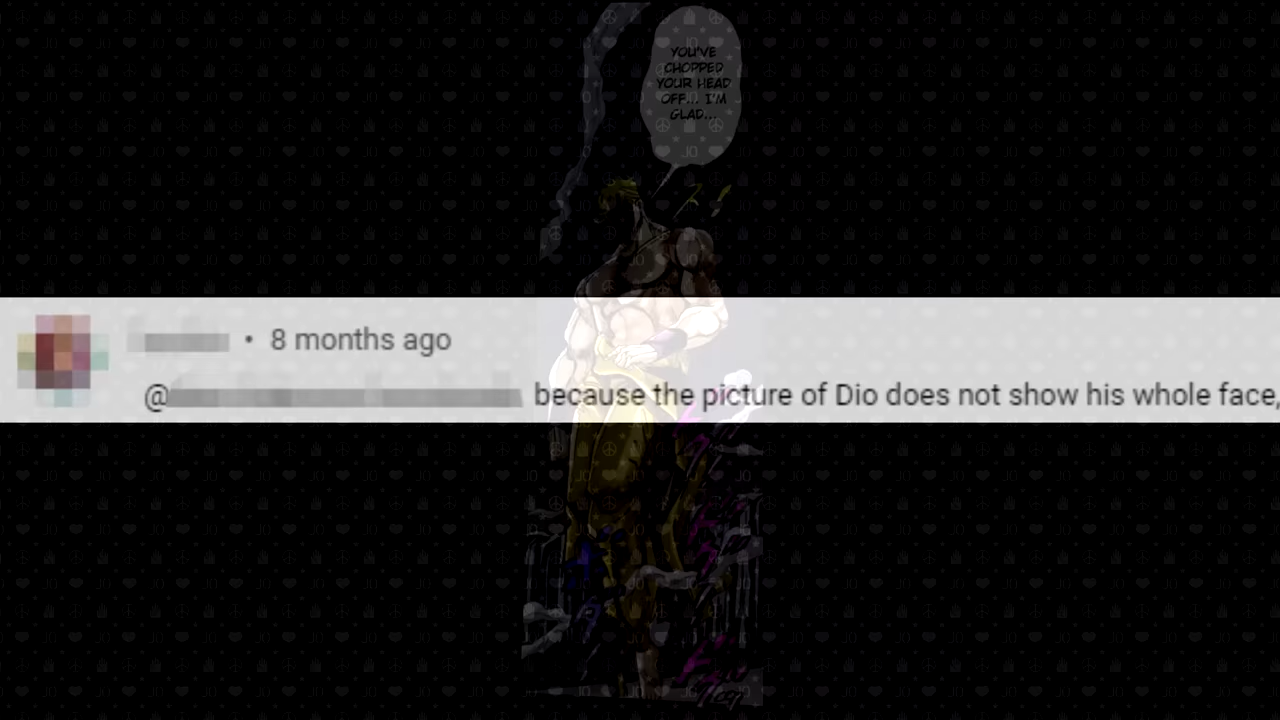 YOU'VE
CHOPPED
YOUR HEAD
OFF... I'M
GLAD...
• 8 months ago
@ because the picture of Dio does not show his whole face,